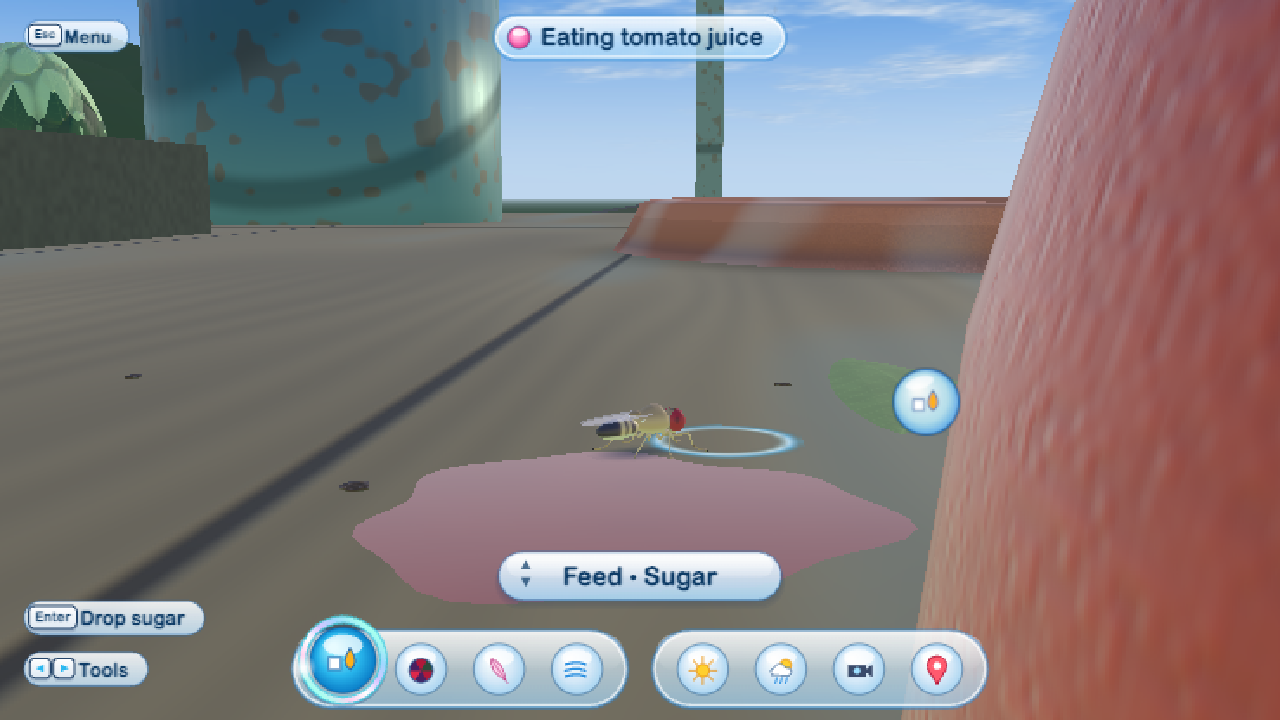 Esc Menu
Eating tomato juice
Feed · Sugar
Enter Drop sugar
Tools